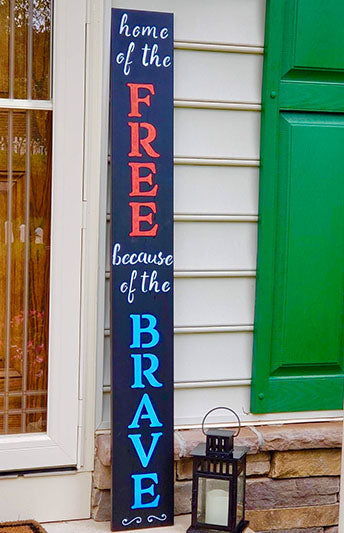 home
of the
FREE
because
of the
BRAVE